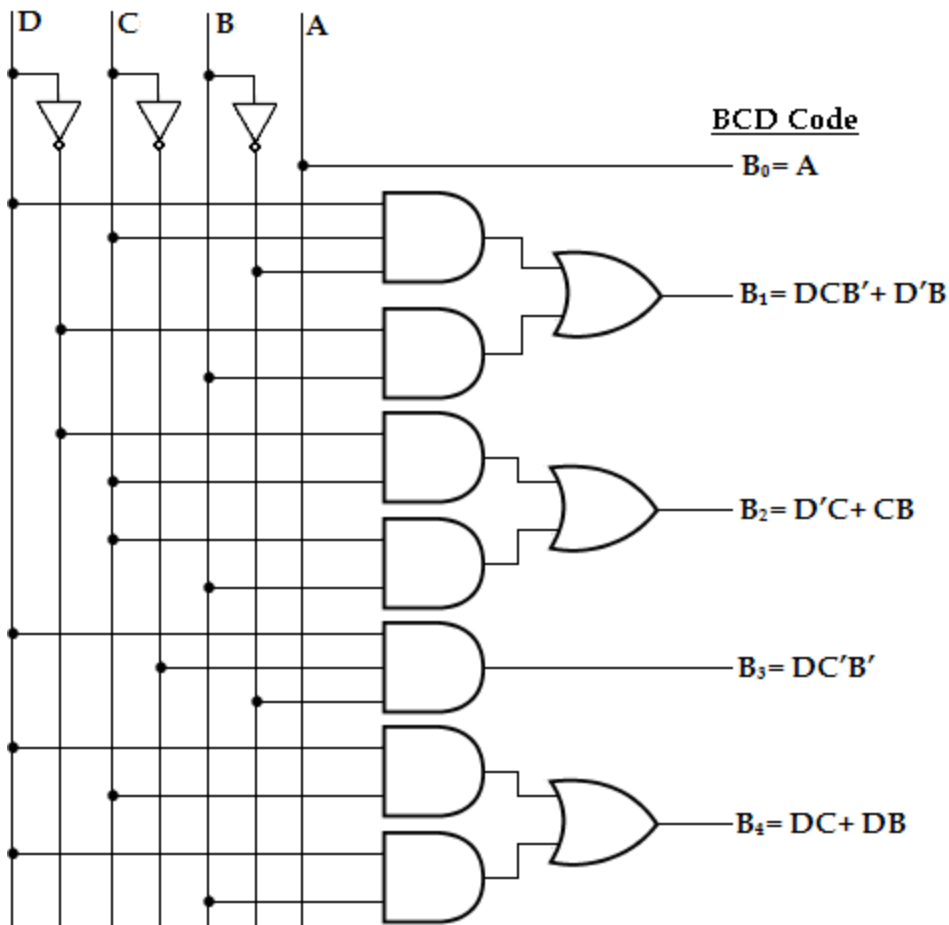 D C B A
BCD Code
B₀= A
B₁= DCB′+ D′B
B₂= D′C+ CB
B₃= DC′B′
B₄= DC+ DB